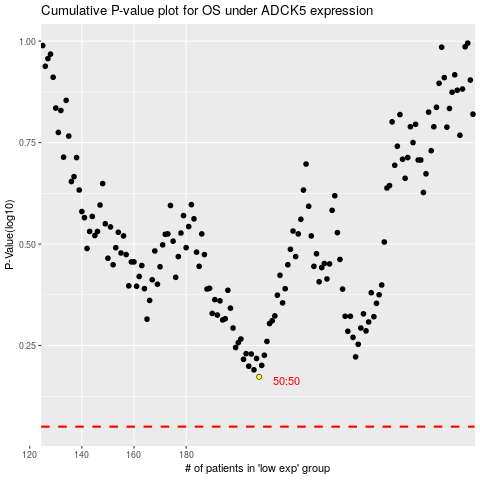 Cumulative P-value plot for OS under ADCK5 expression
P-Value(log10)
1.00
0.75
0.50
0.25
50:50
120 140 160 180
# of patients in 'low exp' group